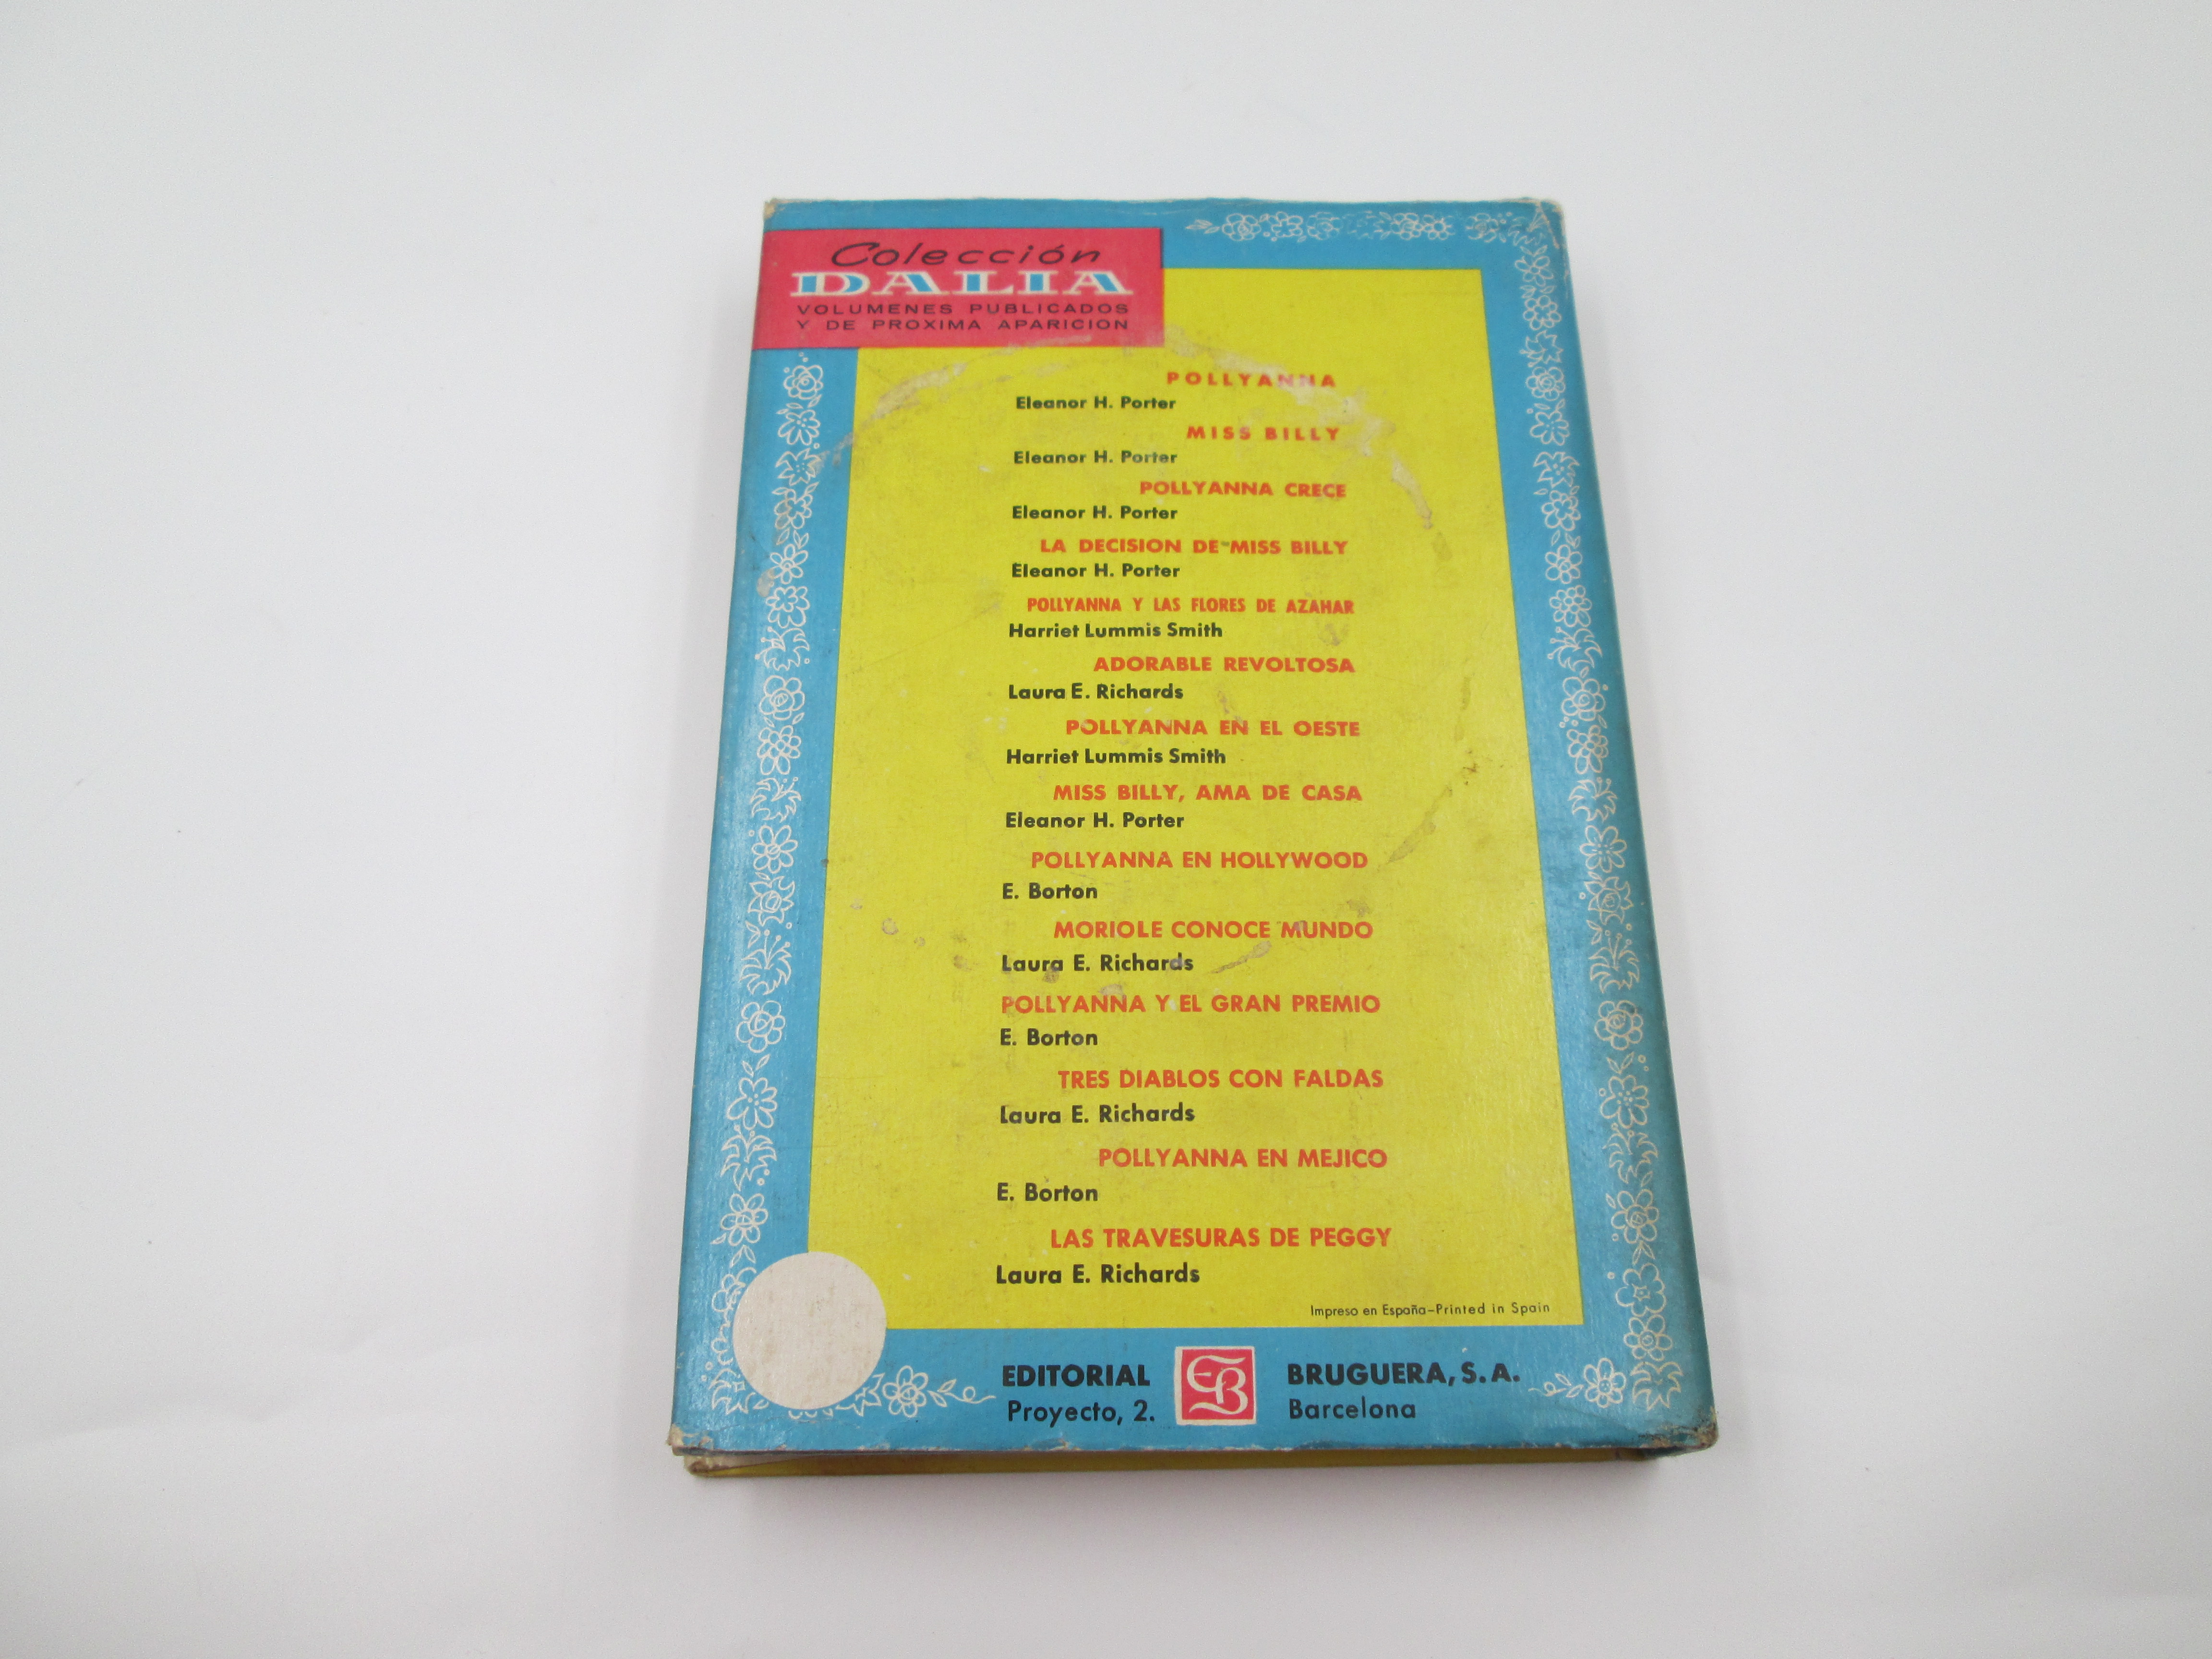 Colección
DALIA
VOLUMENES PUBLICADOS
Y DE PROXIMA APARICION
POLLYANNA
Eleanor H. Porter
MISS BILLY
Eleanor H. Porter
POLLYANNA CRECE
Eleanor H. Porter
LA DECISION DE MISS BILLY
Eleanor H. Porter
POLLYANNA Y LAS FLORES DE AZAHAR
Harriet Lummis Smith
ADORABLE REVOLTOSA
Laura E. Richards
POLLYANNA EN EL OESTE
Harriet Lummis Smith
MISS BILLY, AMA DE CASA
Eleanor H. Porter
POLLYANNA EN HOLLYWOOD
E. Borton
MORIOLE CONOCE MUNDO
Laura E. Richards
POLLYANNA Y EL GRAN PREMIO
E. Borton
TRES DIABLOS CON FALDAS
Laura E. Richards
POLLYANNA EN MEJICO
E. Borton
LAS TRAVESURAS DE PEGGY
Laura E. Richards
Impreso en España-Printed in Spain
EDITORIAL EB BRUGUERA, S. A.
Proyecto, 2. Barcelona